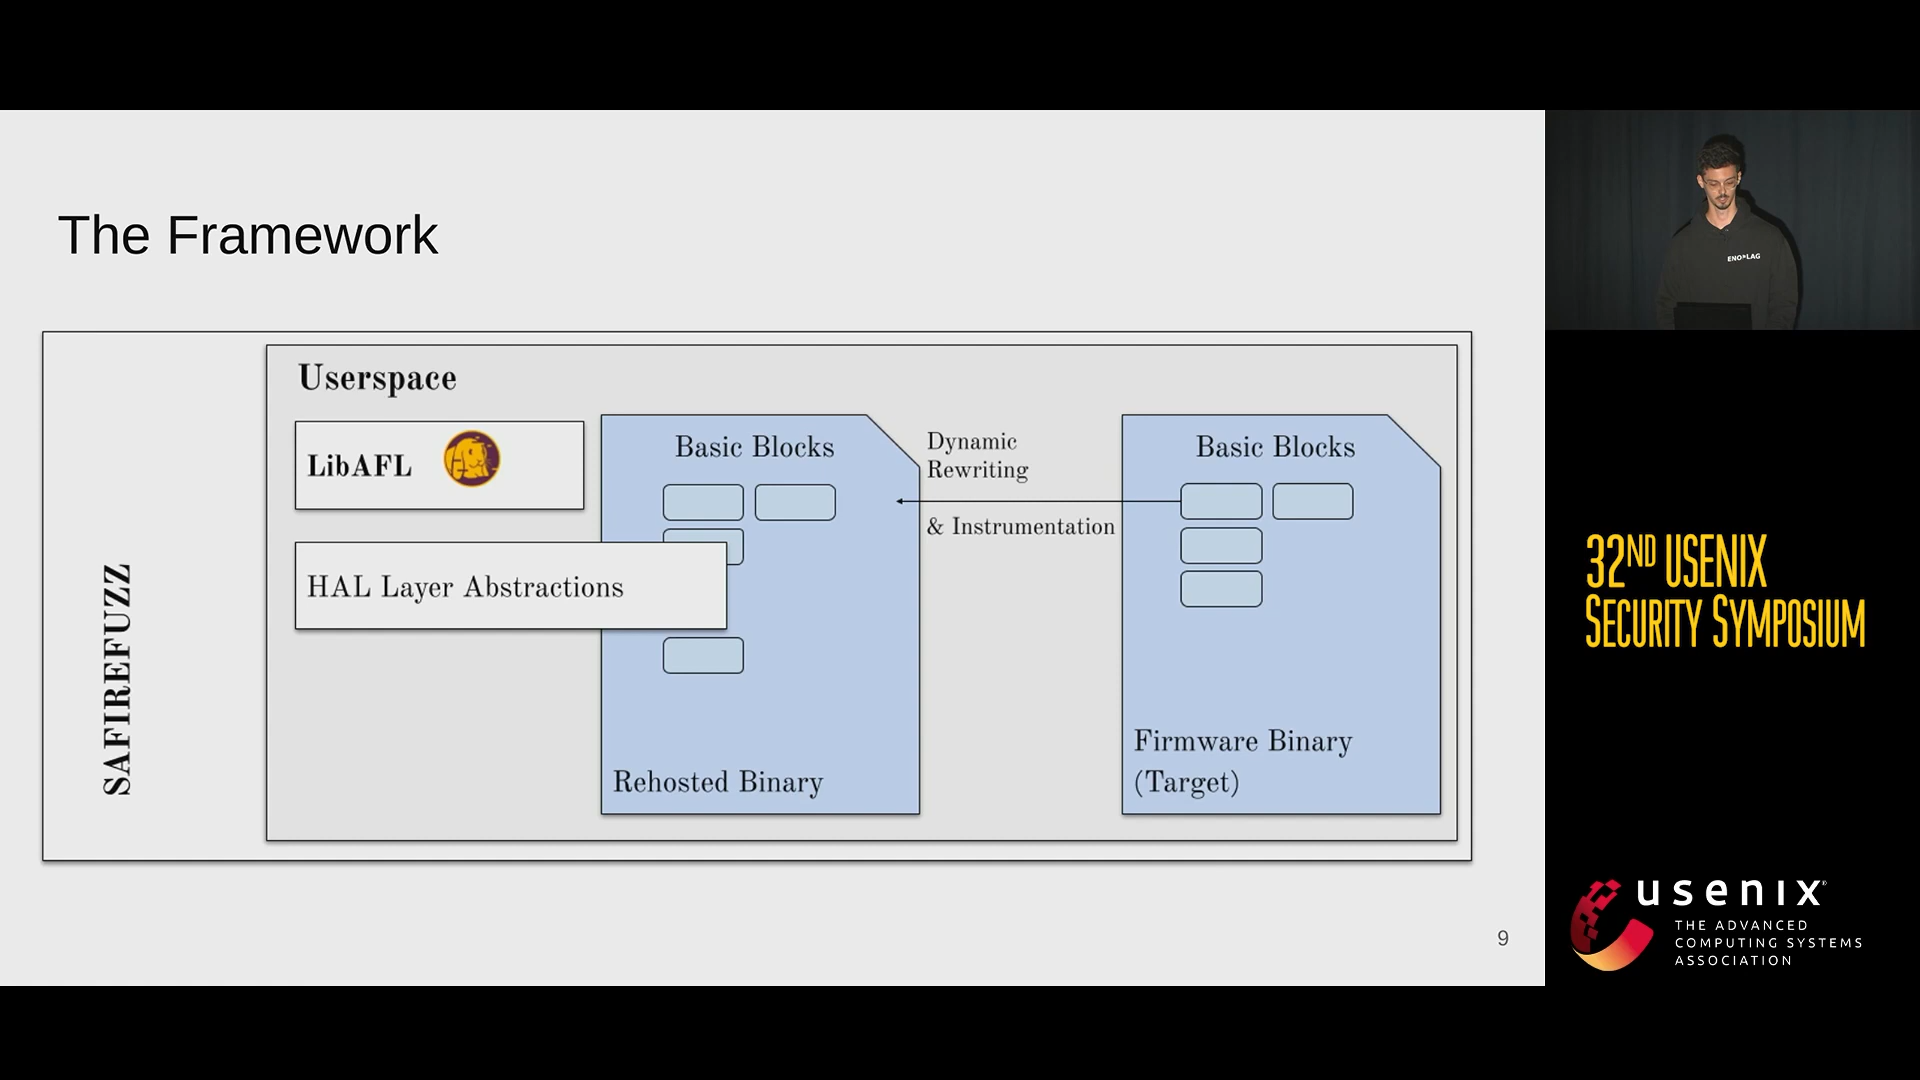 The Framework
SAFIREFUZZ
Userspace
LibAFL
HAL Layer Abstractions
Basic Blocks
Rehosted Binary
Dynamic
Rewriting
& Instrumentation
Basic Blocks
Firmware Binary
(Target)
9
ENOFLAG
32ND USENIX
SECURITY SYMPOSIUM
usenix
THE ADVANCED
COMPUTING SYSTEMS
ASSOCIATION